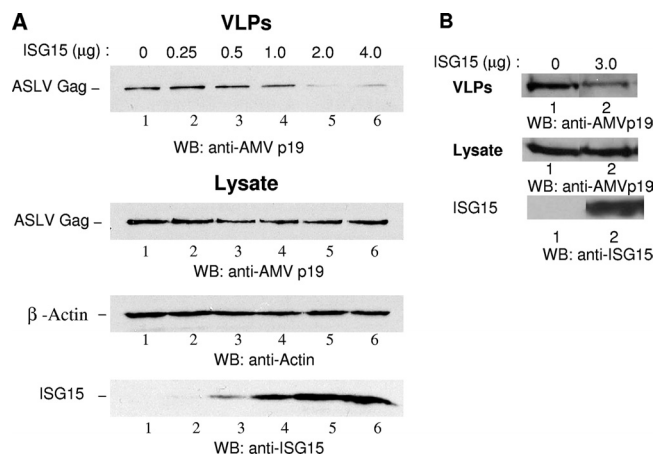 A
VLPs
ISG15 (µg) : 0 0.25 0.5 1.0 2.0 4.0
ASLV Gag –
1 2 3 4 5 6
WB: anti-AMV p19
Lysate
ASLV Gag –
1 2 3 4 5 6
WB: anti-AMV p19
β -Actin –
1 2 3 4 5 6
WB: anti-Actin
ISG15 –
1 2 3 4 5 6
WB: anti-ISG15
B
ISG15 (µg) : 0 3.0
VLPs
1 2
WB: anti-AMVp19
Lysate
1 2
WB: anti-AMVp19
ISG15
1 2
WB: anti-ISG15